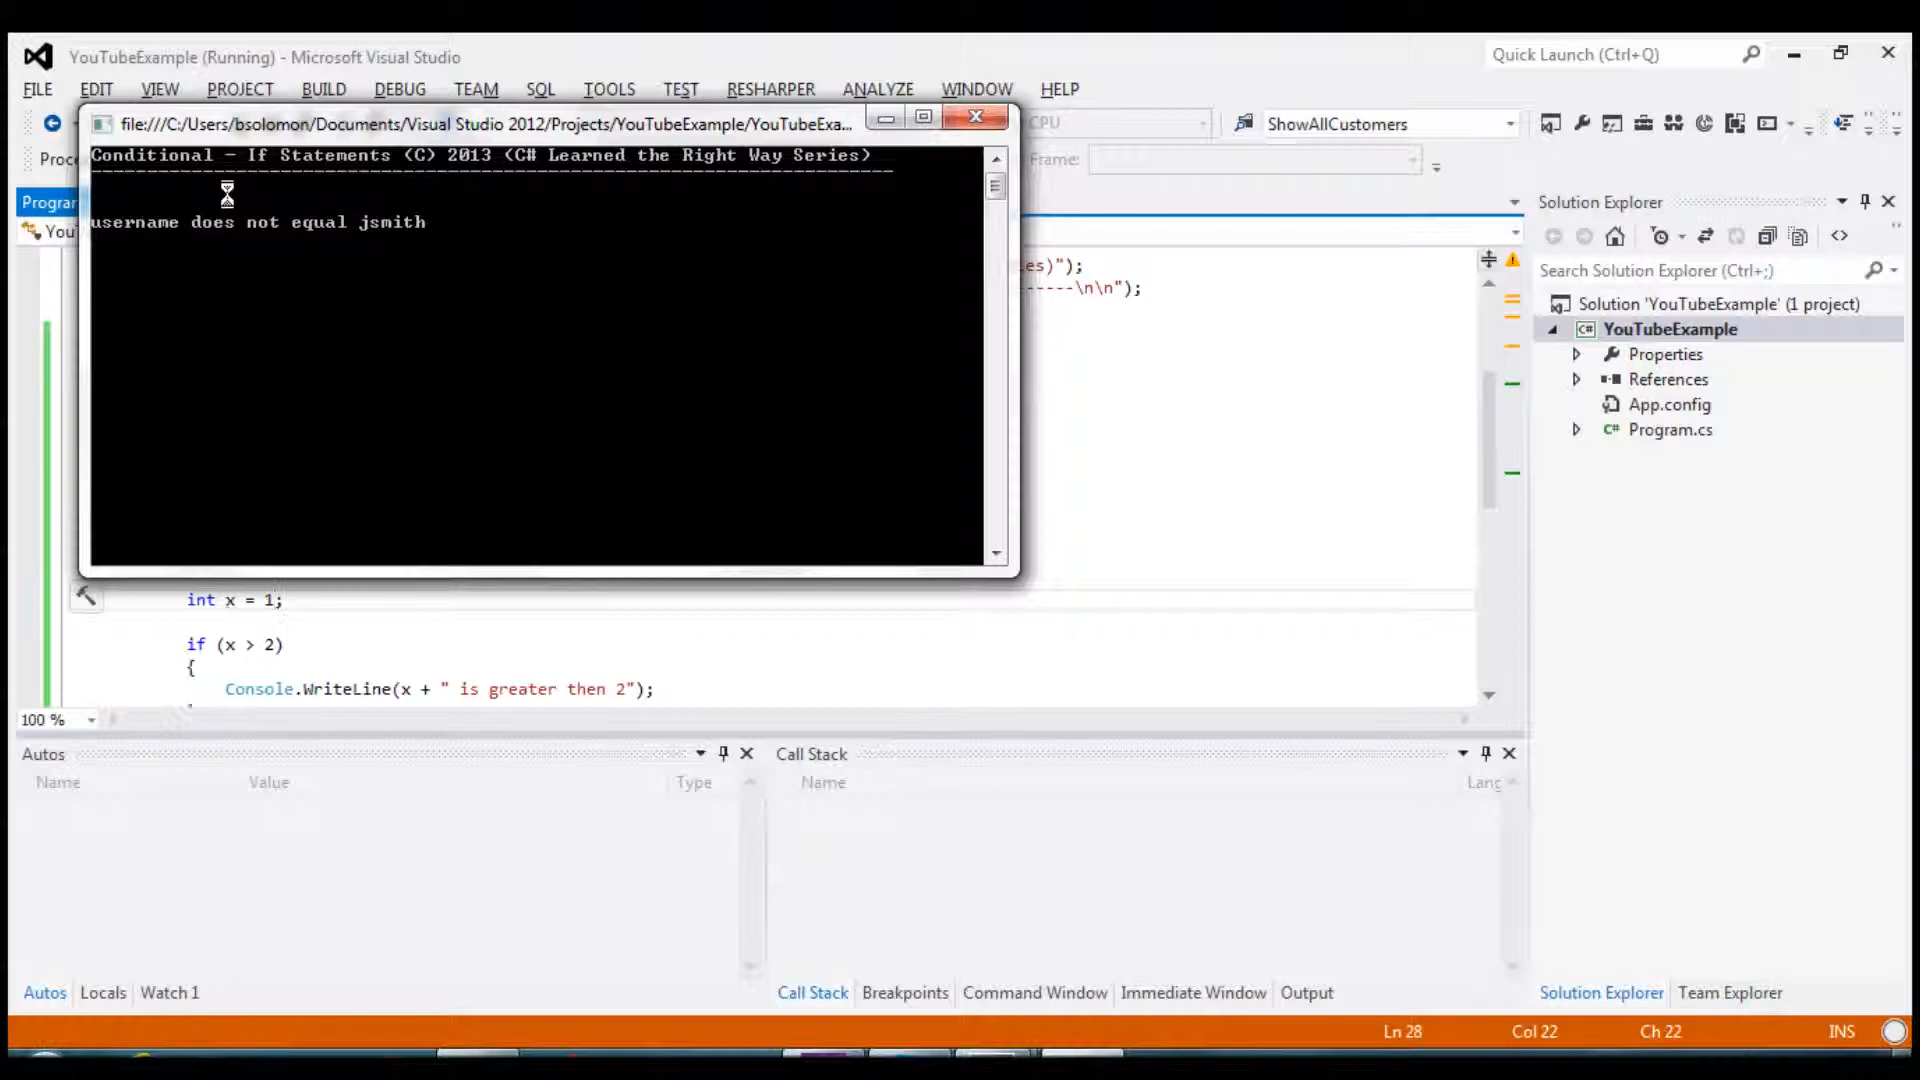 YouTubeExample (Running) - Microsoft Visual Studio
Quick Launch (Ctrl+Q)
FILE EDIT VIEW PROJECT BUILD DEBUG TEAM SQL TOOLS TEST RESHARPER ANALYZE WINDOW HELP
file:///C:/Users/bsolomon/Documents/Visual Studio 2012/Projects/YouTubeExample/YouTubeExa...
CPU
ShowAllCustomers
Proce
Frame:
Conditional - If Statements (C) 2013 (C# Learned the Right Way Series)
--------------------------------------------------------------------------------
username does not equal jsmith
Program
You
es)");
-----\n\n");
int x = 1;
if (x > 2)
{
Console.WriteLine(x + " is greater then 2");
100 %
Solution Explorer
Search Solution Explorer (Ctrl+;)
Solution 'YouTubeExample' (1 project)
C# YouTubeExample
Properties
References
App.config
C# Program.cs
Autos
Name Value Type
Call Stack
Name Lang
Autos Locals Watch 1
Call Stack Breakpoints Command Window Immediate Window Output
Solution Explorer Team Explorer
Ln 28 Col 22 Ch 22 INS